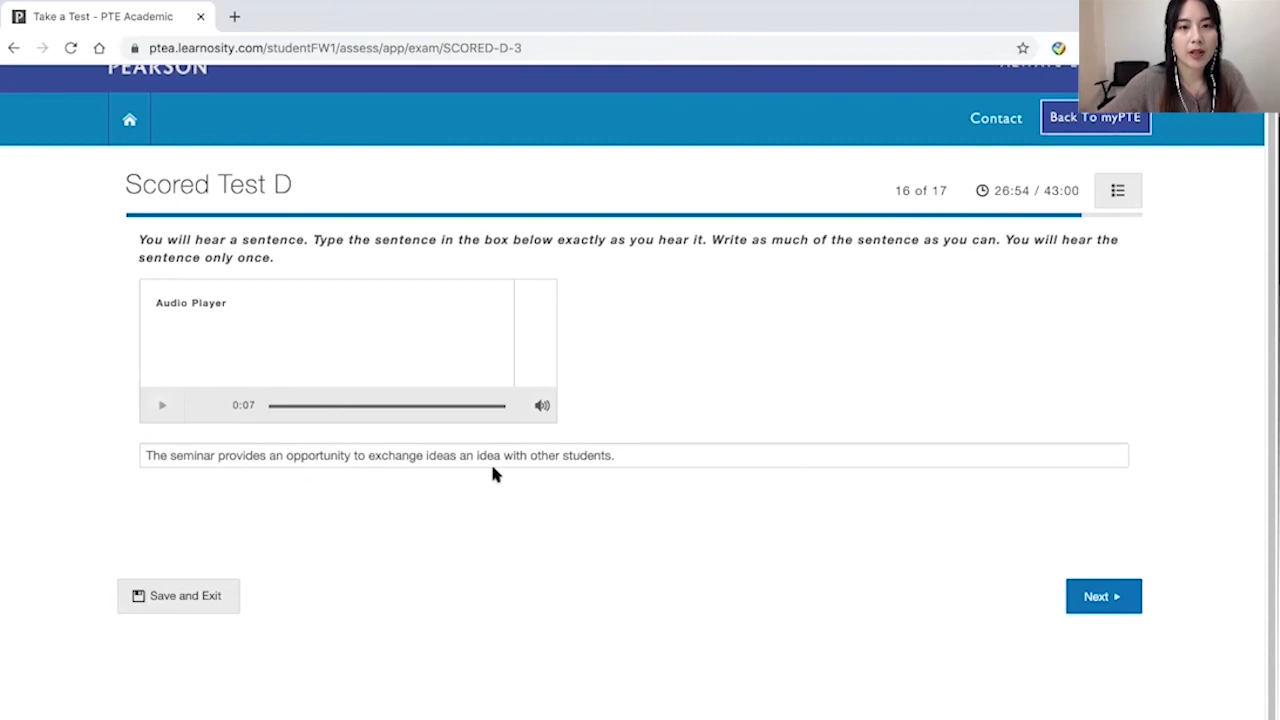 Take a Test - PTE Academic
ptea.learnosity.com/studentFW1/assess/app/exam/SCORED-D-3
PEARSON
Contact
Back To myPTE
Scored Test D
16 of 17
26:54 / 43:00
You will hear a sentence. Type the sentence in the box below exactly as you hear it. Write as much of the sentence as you can. You will hear the
sentence only once.
Audio Player
0:07
The seminar provides an opportunity to exchange ideas an idea with other students.
Save and Exit
Next